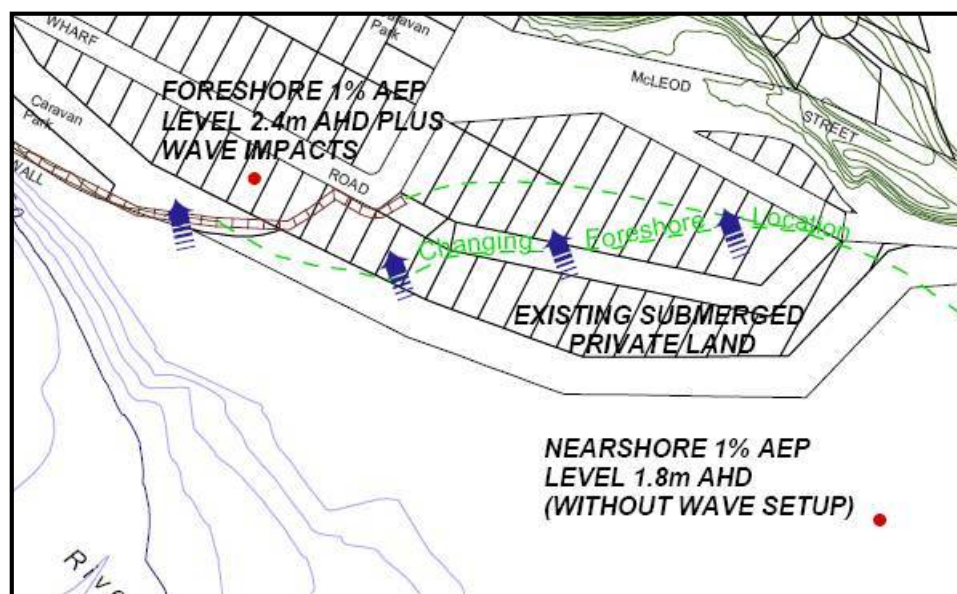 Caravan
Park
WHARF
McLEOD
FORESHORE 1% AEP
LEVEL 2.4m AHD PLUS
WAVE IMPACTS
Caravan
Park
STREET
WALL
ROAD
Changing Foreshore Location
EXISTING SUBMERGED
PRIVATE LAND
NEARSHORE 1% AEP
LEVEL 1.8m AHD
(WITHOUT WAVE SETUP)